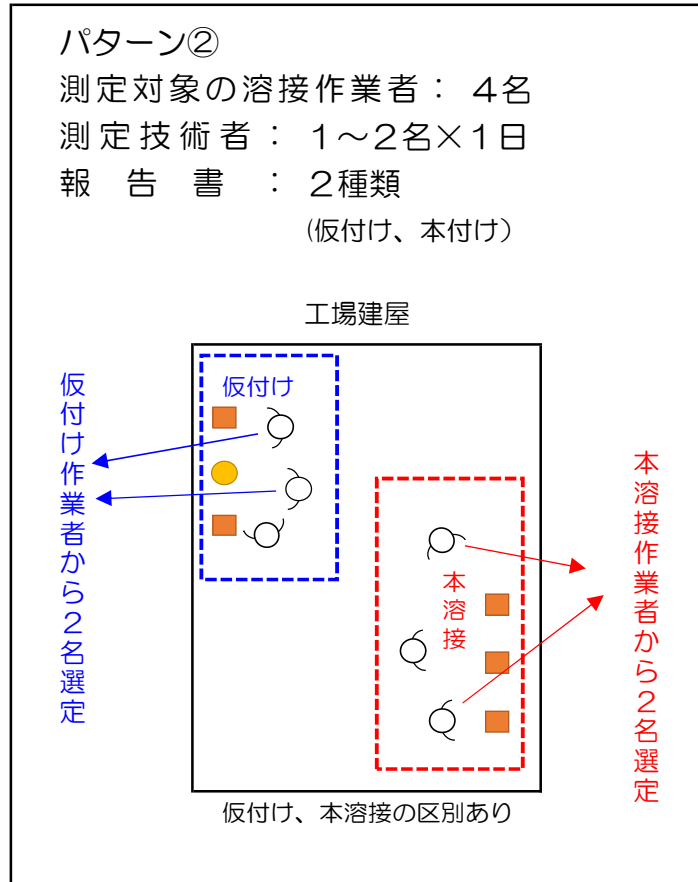 パターン②
測定対象の溶接作業者： ４名
測定技術者： １～２名×１日
報告書： ２種類
(仮付け、本付け）
工場建屋
仮付け
仮付け作業者から２名選定
本溶接
本溶接作業者から２名選定
仮付け、本溶接の区別あり